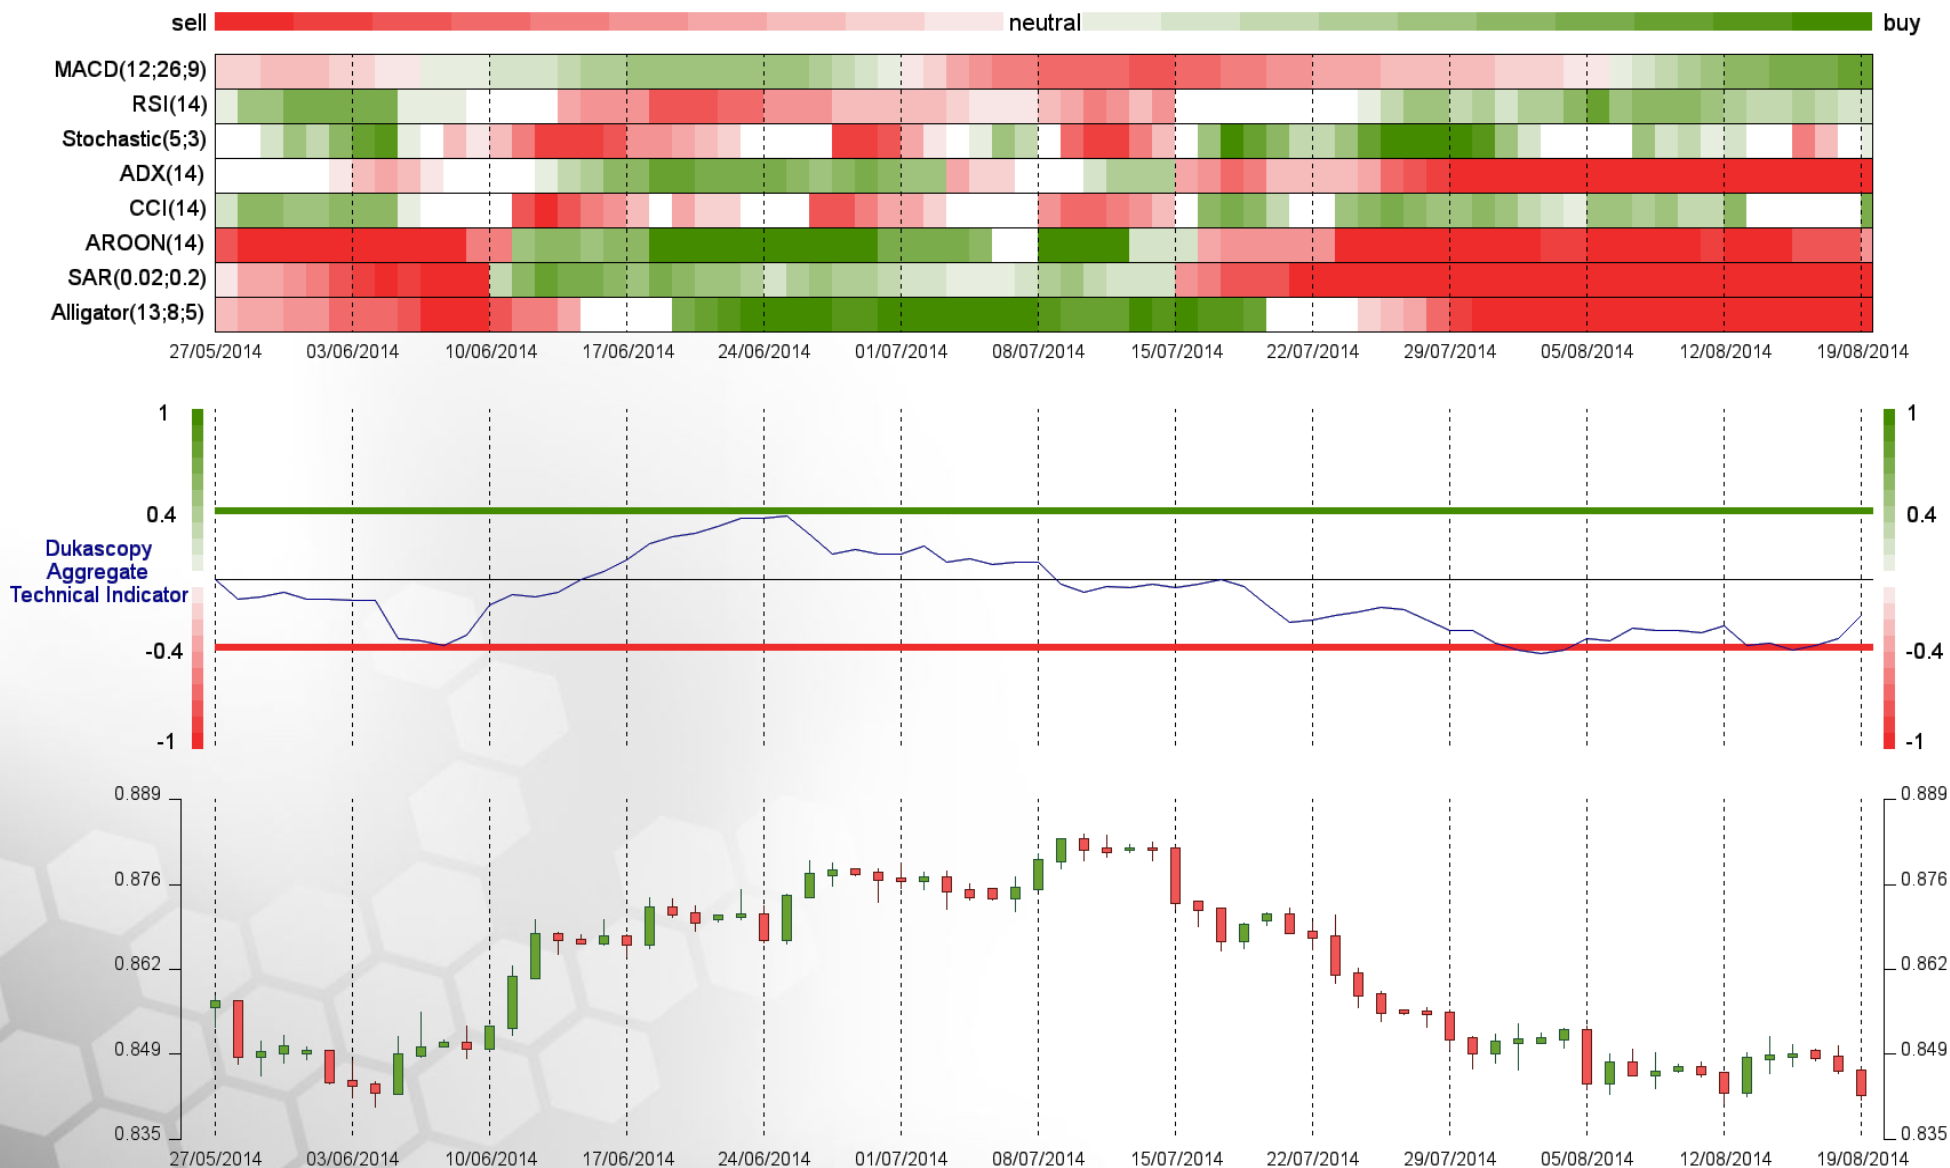 sell neutral buy
MACD(12;26;9)
RSI(14)
Stochastic(5;3)
ADX(14)
CCI(14)
AROON(14)
SAR(0.02;0.2)
Alligator(13;8;5)
27/05/2014 03/06/2014 10/06/2014 17/06/2014 24/06/2014 01/07/2014 08/07/2014 15/07/2014 22/07/2014 29/07/2014 05/08/2014 12/08/2014 19/08/2014
1 1
0.4 0.4
Dukascopy
Aggregate
Technical Indicator
-0.4 -0.4
-1 -1
0.889 0.889
0.876 0.876
0.862 0.862
0.849 0.849
0.835 0.835
27/05/2014 03/06/2014 10/06/2014 17/06/2014 24/06/2014 01/07/2014 08/07/2014 15/07/2014 22/07/2014 29/07/2014 05/08/2014 12/08/2014 19/08/2014